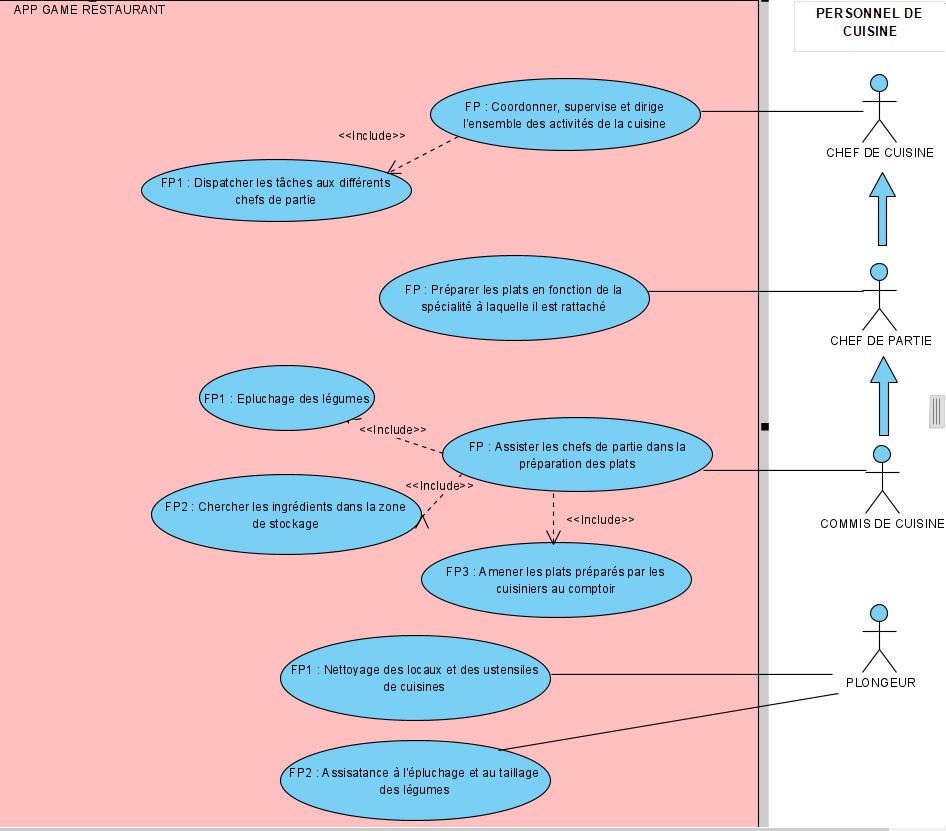 APP GAME RESTAURANT
PERSONNEL DE
CUISINE
FP : Coordonner, supervise et dirige
l'ensemble des activités de la cuisine
<<Include>>
CHEF DE CUISINE
FP1 : Dispatcher les tâches aux différents
chefs de partie
FP : Préparer les plats en fonction de la
spécialité à laquelle il est rattaché
CHEF DE PARTIE
FP1 : Epluchage des légumes
<<Include>>
FP : Assister les chefs de partie dans la
préparation des plats
<<Include>>
FP2 : Chercher les ingrédients dans la zone
de stockage
<<Include>>
COMMIS DE CUISINE
FP3 : Amener les plats préparés par les
cuisiniers au comptoir
FP1 : Nettoyage des locaux et des ustensiles
de cuisines
PLONGEUR
FP2 : Assisatance à l'épluchage et au taillage
des légumes